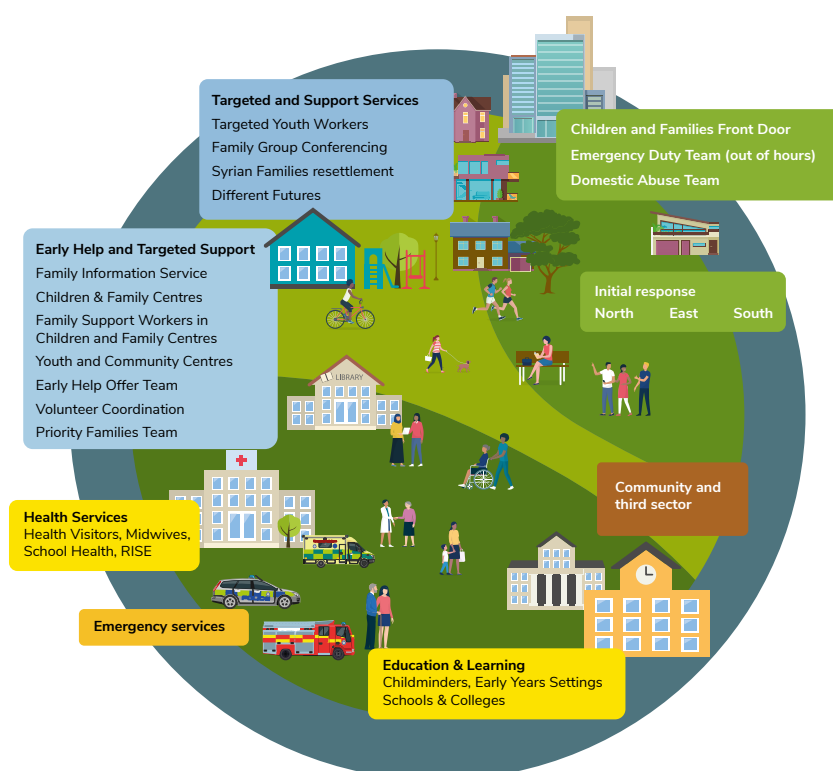 Targeted and Support Services
Targeted Youth Workers
Family Group Conferencing
Syrian Families resettlement
Different Futures
Children and Families Front Door
Emergency Duty Team (out of hours)
Domestic Abuse Team
Early Help and Targeted Support
Family Information Service
Children & Family Centres
Family Support Workers in
Children and Family Centres
Youth and Community Centres
Early Help Offer Team
Volunteer Coordination
Priority Families Team
Initial response
North East South
LIBRARY
Community and
third sector
Health Services
Health Visitors, Midwives,
School Health, RISE
Emergency services
Education & Learning
Childminders, Early Years Settings
Schools & Colleges